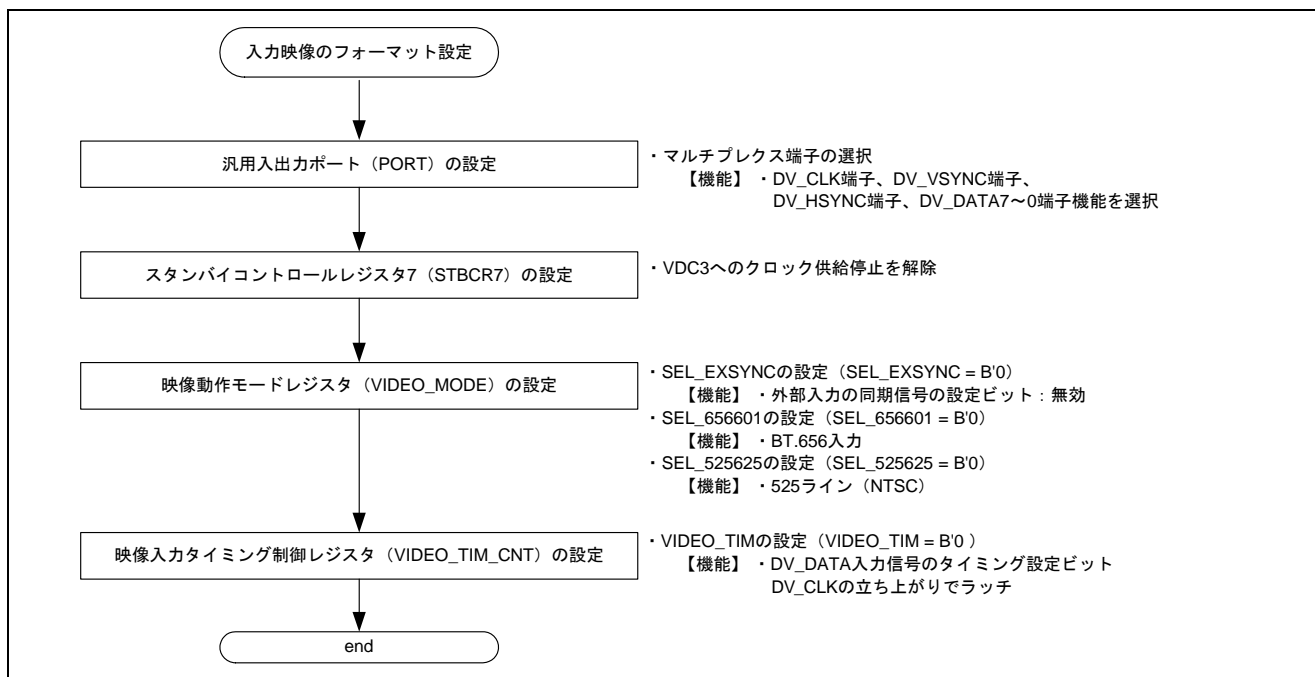 入力映像のフォーマット設定
汎用入出力ポート（PORT）の設定
・マルチプレクス端子の選択
【機能】 ・DV_CLK端子、DV_VSYNC端子、
DV_HSYNC端子、DV_DATA7～0端子機能を選択
スタンバイコントロールレジスタ7（STBCR7）の設定
・VDC3へのクロック供給停止を解除
映像動作モードレジスタ（VIDEO_MODE）の設定
・SEL_EXSYNCの設定（SEL_EXSYNC = B'0）
【機能】 ・外部入力の同期信号の設定ビット：無効
・SEL_656601の設定（SEL_656601 = B'0）
【機能】 ・BT.656入力
・SEL_525625の設定（SEL_525625 = B'0）
【機能】 ・525ライン（NTSC）
映像入力タイミング制御レジスタ（VIDEO_TIM_CNT）の設定
・VIDEO_TIMの設定（VIDEO_TIM = B'0 ）
【機能】 ・DV_DATA入力信号のタイミング設定ビット
DV_CLKの立ち上がりでラッチ
end